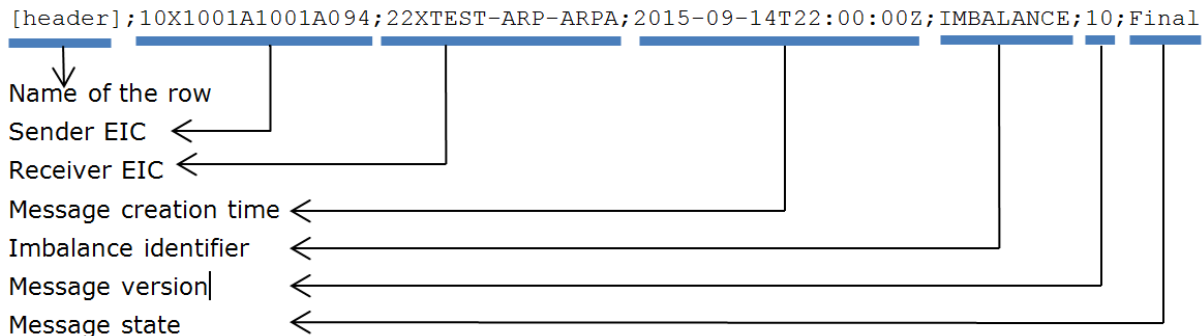 [header];10X1001A1001A094;22XTEST-ARP-ARPA;2015-09-14T22:00:00Z;IMBALANCE;10;Final
Name of the row
Sender EIC
Receiver EIC
Message creation time
Imbalance identifier
Message version
Message state